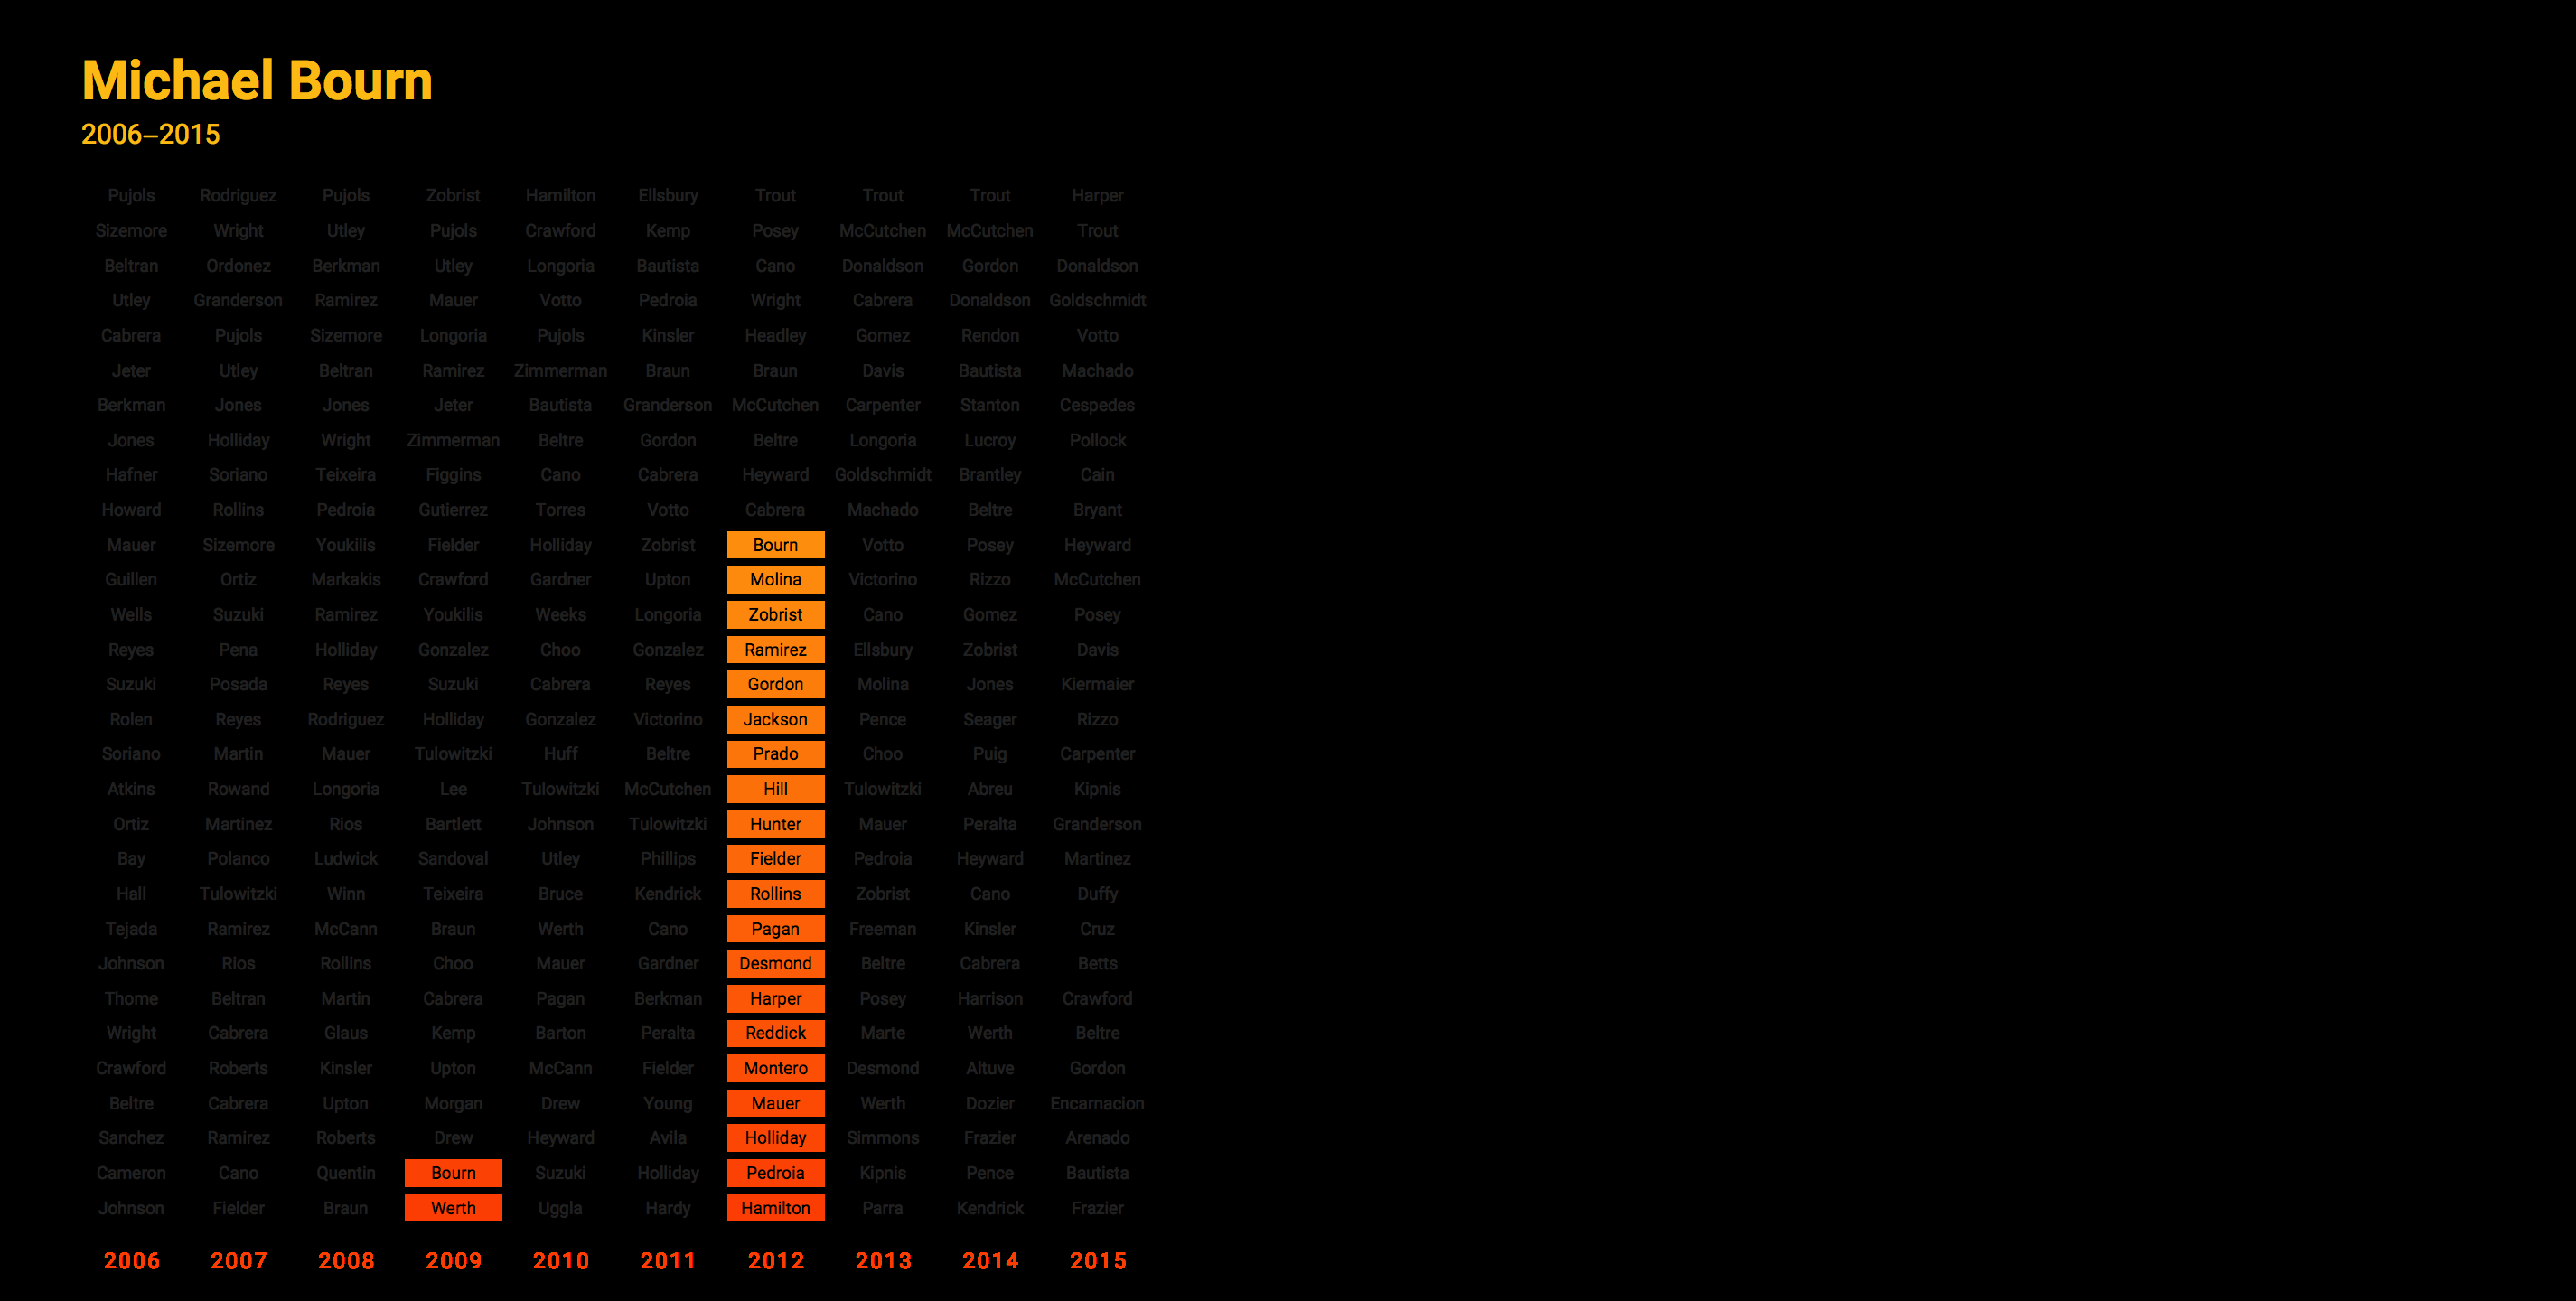 Michael Bourn
2006–2015
Pujols Rodriguez Pujols Zobrist Hamilton Ellsbury Trout Trout Trout Harper
Sizemore Wright Utley Pujols Crawford Kemp Posey McCutchen McCutchen Trout
Beltran Ordonez Berkman Utley Longoria Bautista Cano Donaldson Gordon Donaldson
Utley Granderson Ramirez Mauer Votto Pedroia Wright Cabrera Donaldson Goldschmidt
Cabrera Pujols Sizemore Longoria Pujols Kinsler Headley Gomez Rendon Votto
Jeter Utley Beltran Ramirez Zimmerman Braun Braun Davis Bautista Machado
Berkman Jones Jones Jeter Bautista Granderson McCutchen Carpenter Stanton Cespedes
Jones Holliday Wright Zimmerman Beltre Gordon Beltre Longoria Lucroy Pollock
Hafner Soriano Teixeira Figgins Cano Cabrera Heyward Goldschmidt Brantley Cain
Howard Rollins Pedroia Gutierrez Torres Votto Cabrera Machado Beltre Bryant
Mauer Sizemore Youkilis Fielder Holliday Zobrist Bourn Votto Posey Heyward
Guillen Ortiz Markakis Crawford Gardner Upton Molina Victorino Rizzo McCutchen
Wells Suzuki Ramirez Youkilis Weeks Longoria Zobrist Cano Gomez Posey
Reyes Pena Holliday Gonzalez Choo Gonzalez Ramirez Ellsbury Zobrist Davis
Suzuki Posada Reyes Suzuki Cabrera Reyes Gordon Molina Jones Kiermaier
Rolen Reyes Rodriguez Holliday Gonzalez Victorino Jackson Pence Seager Rizzo
Soriano Martin Mauer Tulowitzki Huff Beltre Prado Choo Puig Carpenter
Atkins Rowand Longoria Lee Tulowitzki McCutchen Hill Tulowitzki Abreu Kipnis
Ortiz Martinez Rios Bartlett Johnson Tulowitzki Hunter Mauer Peralta Granderson
Bay Polanco Ludwick Sandoval Utley Phillips Fielder Pedroia Heyward Martinez
Hall Tulowitzki Winn Teixeira Bruce Kendrick Rollins Zobrist Cano Duffy
Tejada Ramirez McCann Braun Werth Cano Pagan Freeman Kinsler Cruz
Johnson Rios Rollins Choo Mauer Gardner Desmond Beltre Cabrera Betts
Thome Beltran Martin Cabrera Pagan Berkman Harper Posey Harrison Crawford
Wright Cabrera Glaus Kemp Barton Peralta Reddick Marte Werth Beltre
Crawford Roberts Kinsler Upton McCann Fielder Montero Desmond Altuve Gordon
Beltre Cabrera Upton Morgan Drew Young Mauer Werth Dozier Encarnacion
Sanchez Ramirez Roberts Drew Heyward Avila Holliday Simmons Frazier Arenado
Cameron Cano Quentin Bourn Suzuki Holliday Pedroia Kipnis Pence Bautista
Johnson Fielder Braun Werth Uggla Hardy Hamilton Parra Kendrick Frazier
2006 2007 2008 2009 2010 2011 2012 2013 2014 2015